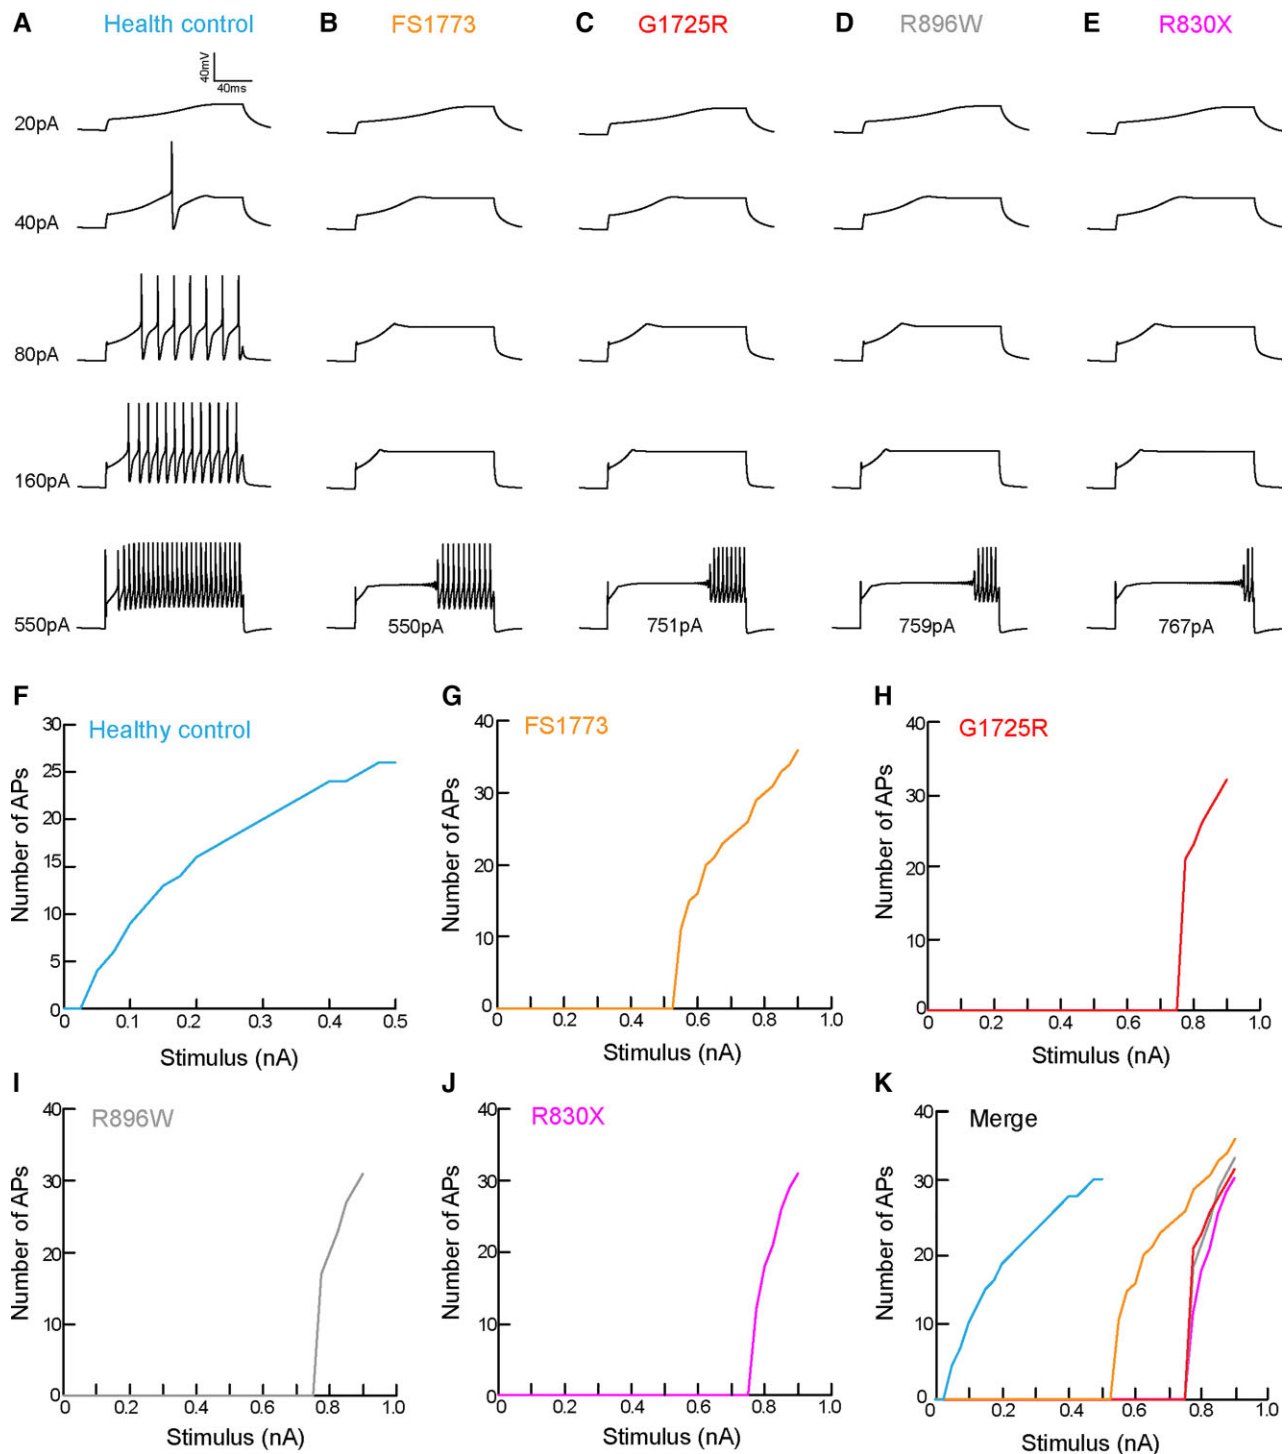 A Health control B FS1773 C G1725R D R896W E R830X
40mV
40ms
20pA
40pA
80pA
160pA
550pA 550pA 751pA 759pA 767pA
F G H
Healthy control
Number of APs
30
25
20
15
10
5
0
0 0.1 0.2 0.3 0.4 0.5
Stimulus (nA)
FS1773
Number of APs
40
30
20
10
0
0 0.2 0.4 0.6 0.8 1.0
Stimulus (nA)
G1725R
Number of APs
40
30
20
10
0
0 0.2 0.4 0.6 0.8 1.0
Stimulus (nA)
I J K
R896W
Number of APs
40
30
20
10
0
0 0.2 0.4 0.6 0.8 1.0
Stimulus (nA)
R830X
Number of APs
40
30
20
10
0
0 0.2 0.4 0.6 0.8 1.0
Stimulus (nA)
Merge
Number of APs
40
30
20
10
0
0 0.2 0.4 0.6 0.8 1.0
Stimulus (nA)